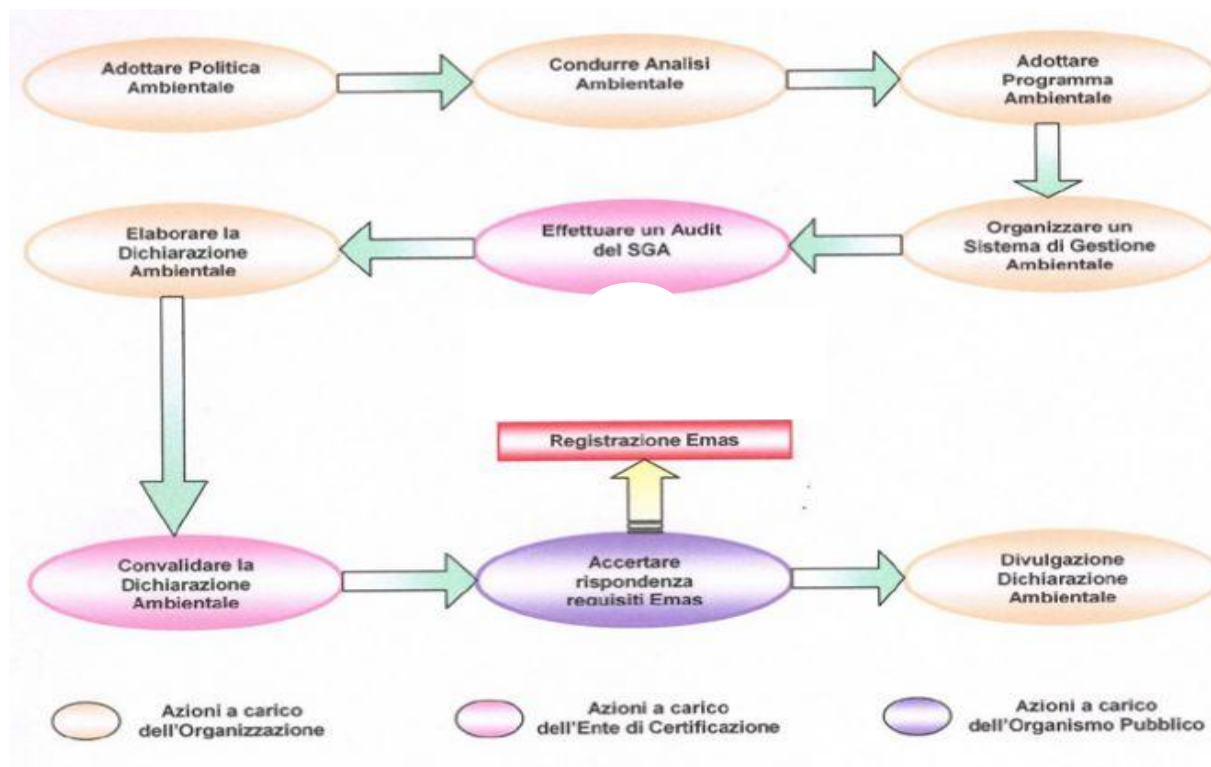 Adottare Politica
Ambientale
Condurre Analisi
Ambientale
Adottare
Programma
Ambientale
Elaborare la
Dichiarazione
Ambientale
Effettuare un Audit
del SGA
Organizzare un
Sistema di Gestione
Ambientale
Registrazione Emas
Convalidare la
Dichiarazione
Ambientale
Accertare
rispondenza
requisiti Emas
Divulgazione
Dichiarazione
Ambientale
Azioni a carico
dell'Organizzazione
Azioni a carico
dell'Ente di Certificazione
Azioni a carico
dell'Organismo Pubblico